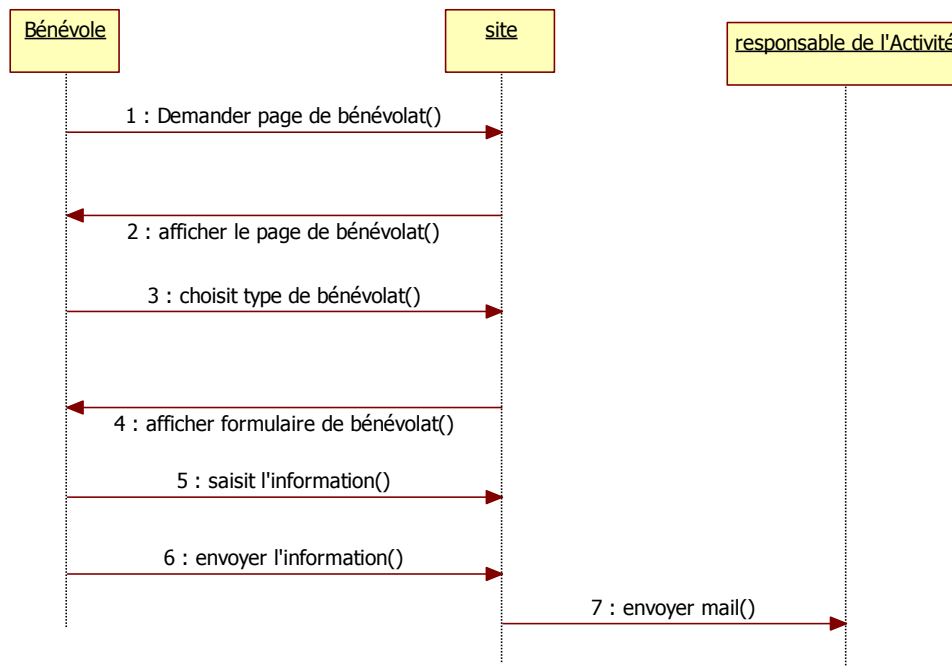 Bénévole
site
responsable de l'Activité
1 : Demander page de bénévolat()
2 : afficher le page de bénévolat()
3 : choisit type de bénévolat()
4 : afficher formulaire de bénévolat()
5 : saisit l'information()
6 : envoyer l'information()
7 : envoyer mail()